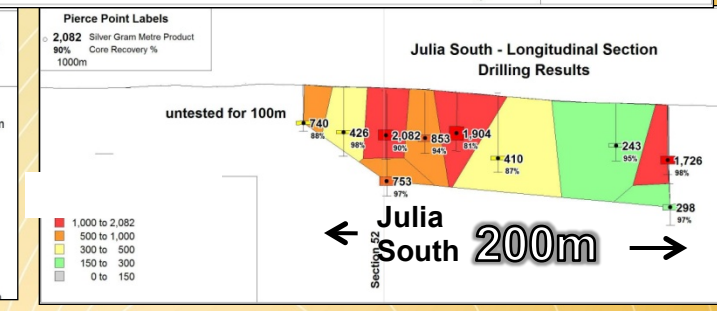 Pierce Point Labels
2,082 Silver Gram Metre Product
90% Core Recovery %
1000m
Julia South - Longitudinal Section
Drilling Results
untested for 100m
740
88%
426
98%
2,082
90%
853
94%
1,904
81%
410
87%
243
95%
1,726
98%
753
97%
298
97%
1,000 to 2,082
500 to 1,000
300 to 500
150 to 300
0 to 150
Section 52
Julia
South
200m